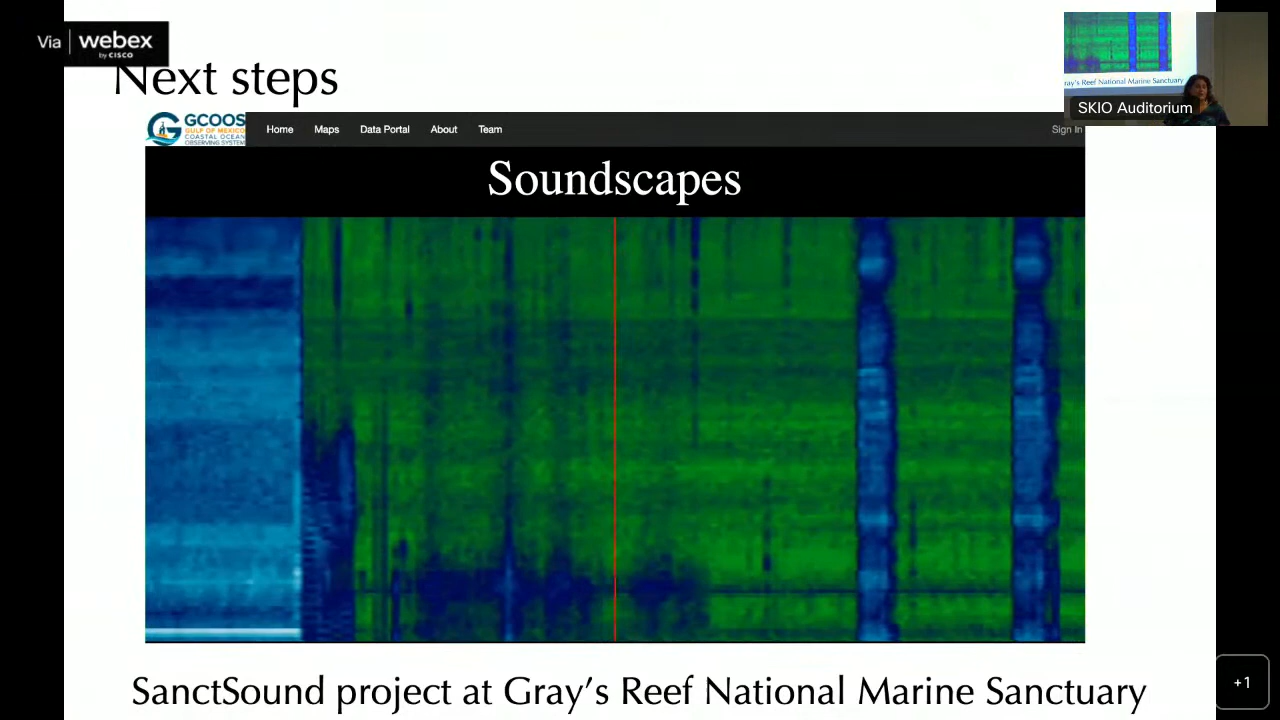 Via webex
by CISCO
Next steps
GCOOS
GULF OF MEXICO
COASTAL OCEAN
OBSERVING SYSTEM
Home Maps Data Portal About Team Sign In
Soundscapes
Gray's Reef National Marine Sanctuary
SKIO Auditorium
SanctSound project at Gray's Reef National Marine Sanctuary
+1